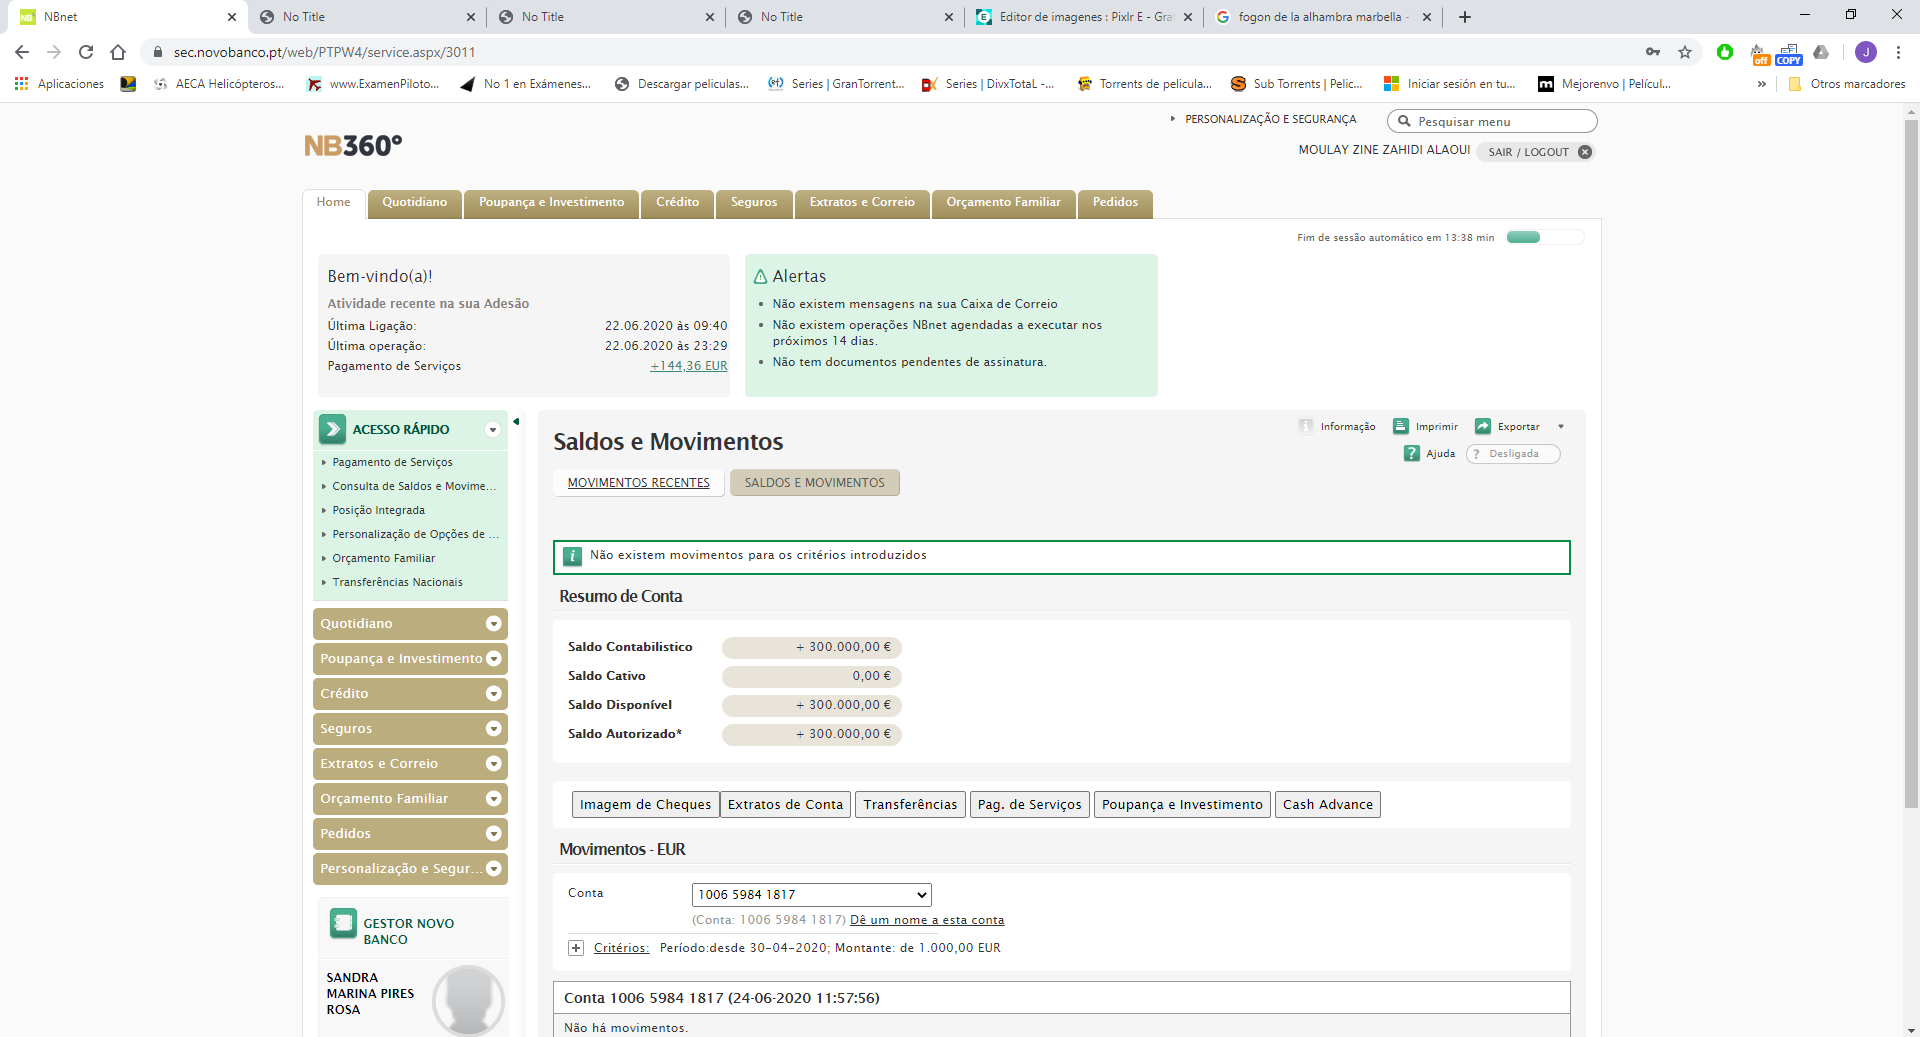 NBnet
No Title
No Title
No Title
Editor de imagenes : Pixlr E - Gra
fogon de la alhambra marbella -
sec.novobanco.pt/web/PTPW4/service.aspx/3011
off
COPY
J
Aplicaciones
AECA Helicópteros...
www.ExamenPiloto...
No 1 en Exámenes...
Descargar peliculas...
Series | GranTorrent...
Series | DivxTotaL -...
Torrents de pelicula...
Sub Torrents | Pelic...
Iniciar sesión en tu...
Mejorenvo | Pelícu l...
Otros marcadores
PERSONALIZAÇÃO E SEGURANÇA
Pesquisar menu
NB360°
MOULAY ZINE ZAHIDI ALAOUI
SAIR / LOGOUT
Home
Quotidiano
Poupança e Investimento
Crédito
Seguros
Extratos e Correio
Orçamento Familiar
Pedidos
Fim de sessão automático em 13:38 min
Bem-vindo(a)!
Atividade recente na sua Adesão
Última Ligação: 22.06.2020 às 09:40
Última operação: 22.06.2020 às 23:29
Pagamento de Serviços +144,36 EUR
Alertas
Não existem mensagens na sua Caixa de Correio
Não existem operações NBnet agendadas a executar nos
próximos 14 dias.
Não tem documentos pendentes de assinatura.
ACESSO RÁPIDO
Pagamento de Serviços
Consulta de Saldos e Movime...
Posição Integrada
Personalização de Opções de ...
Orçamento Familiar
Transferências Nacionais
Quotidiano
Poupança e Investimento
Crédito
Seguros
Extratos e Correio
Orçamento Familiar
Pedidos
Personalização e Segur...
GESTOR NOVO
BANCO
SANDRA
MARINA PIRES
ROSA
Saldos e Movimentos
Informação
Imprimir
Exportar
? Ajuda
? Desligada
MOVIMENTOS RECENTES
SALDOS E MOVIMENTOS
Não existem movimentos para os critérios introduzidos
Resumo de Conta
Saldo Contabilistico + 300.000,00 €
Saldo Cativo 0,00 €
Saldo Disponível + 300.000,00 €
Saldo Autorizado* + 300.000,00 €
Imagem de Cheques
Extratos de Conta
Transferências
Pag. de Serviços
Poupança e Investimento
Cash Advance
Movimentos - EUR
Conta 1006 5984 1817
(Conta: 1006 5984 1817) Dê um nome a esta conta
Critérios: Período:desde 30-04-2020; Montante: de 1.000,00 EUR
Conta 1006 5984 1817 (24-06-2020 11:57:56)
Não há movimentos.